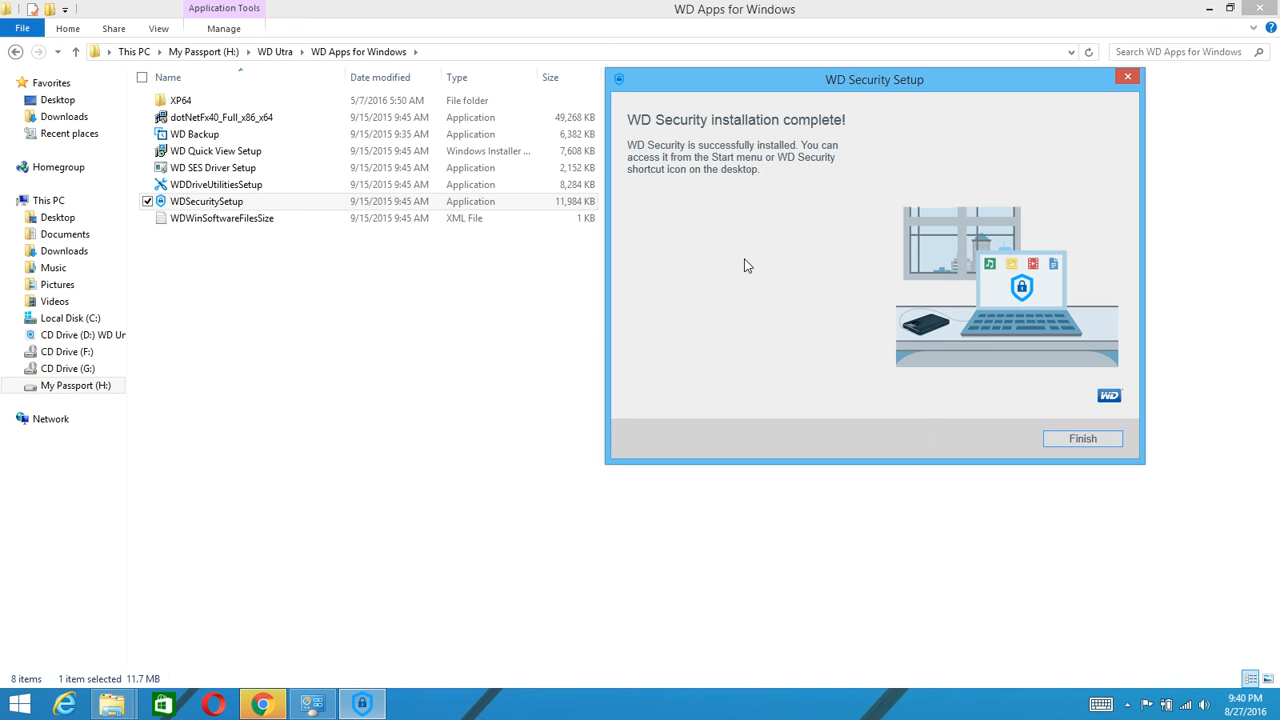 Application Tools
WD Apps for Windows
File
Home
Share
View
Manage
This PC
My Passport (H:)
WD Utra
WD Apps for Windows
Search WD Apps for Windows
Favorites
Desktop
Downloads
Recent places
Homegroup
This PC
Desktop
Documents
Downloads
Music
Pictures
Videos
Local Disk (C:)
CD Drive (D:) WD Ur
CD Drive (F:)
CD Drive (G:)
My Passport (H:)
Network
Name Date modified Type Size
XP64 5/7/2016 5:50 AM File folder
dotNetFx40_Full_x86_x64 9/15/2015 9:45 AM Application 49,268 KB
WD Backup 9/15/2015 9:35 AM Application 6,382 KB
WD Quick View Setup 9/15/2015 9:45 AM Windows Installer ... 7,608 KB
WD SES Driver Setup 9/15/2015 9:45 AM Application 2,152 KB
WDDriveUtilitiesSetup 9/15/2015 9:45 AM Application 8,284 KB
WDSecuritySetup 9/15/2015 9:45 AM Application 11,984 KB
WDWinSoftwareFilesSize 9/15/2015 9:45 AM XML File 1 KB
WD Security Setup
WD Security installation complete!
WD Security is successfully installed. You can
access it from the Start menu or WD Security
shortcut icon on the desktop.
WD
Finish
8 items 1 item selected 11.7 MB
9:40 PM
8/27/2016